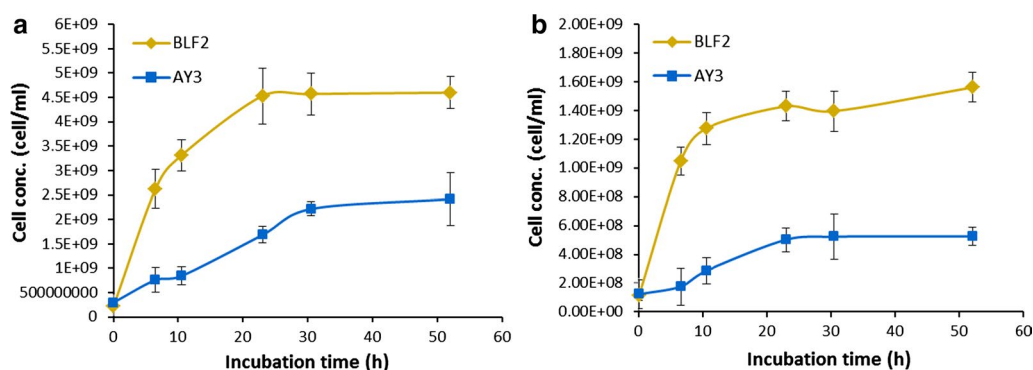 a
6E+09
5.5E+09
5E+09
4.5E+09
4E+09
3.5E+09
3E+09
2.5E+09
2E+09
1.5E+09
1E+09
500000000
0
Cell conc. (cell/ml)
BLF2
AY3
0 10 20 30 40 50 60
Incubation time (h)
b
2.00E+09
1.80E+09
1.60E+09
1.40E+09
1.20E+09
1.00E+09
8.00E+08
6.00E+08
4.00E+08
2.00E+08
0.00E+00
Cell conc. (cell/ml)
BLF2
AY3
0 10 20 30 40 50 60
Incubation time (h)